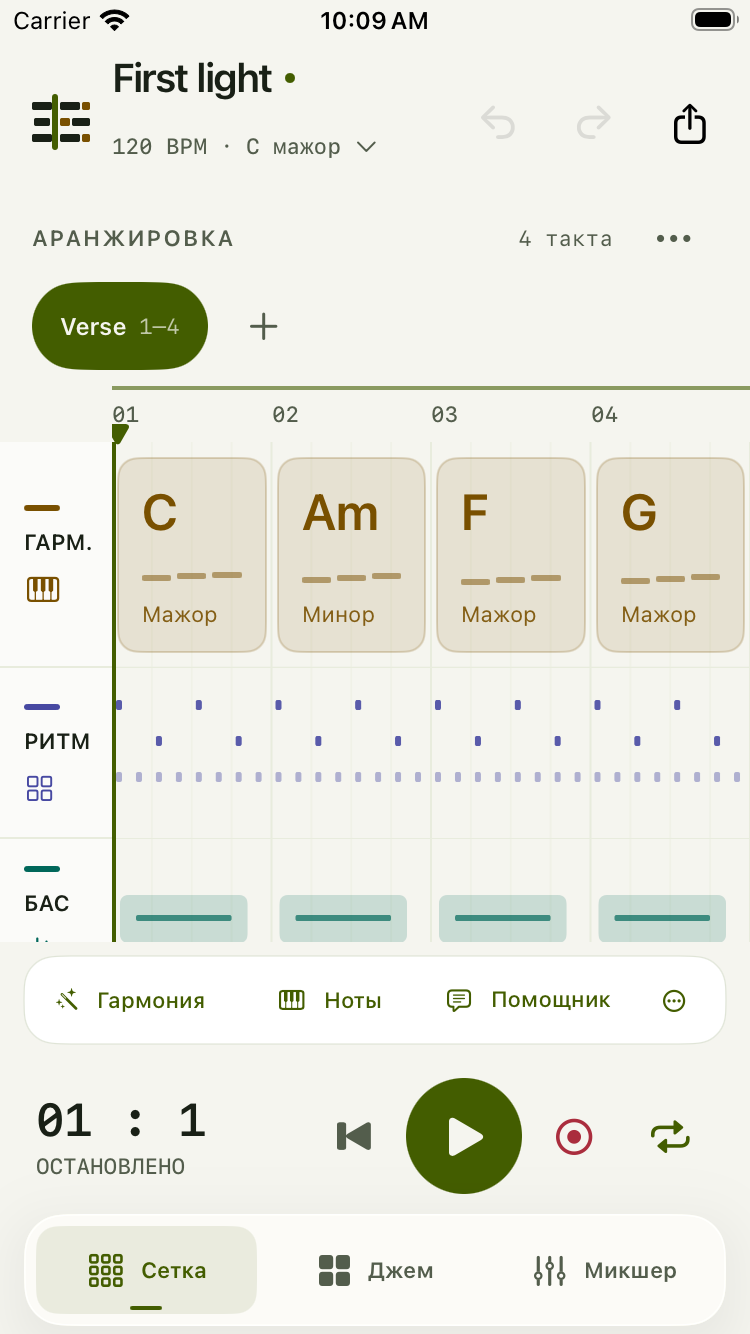 Carrier 10:09 AM
First light
120 BPM · C мажор
АРАНЖИРОВКА 4 такта
Verse 1–4
01 02 03 04
C Am F G
ГАРМ.
Мажор Минор Мажор Мажор
РИТМ
БАС
Гармония Ноты Помощник
01 : 1
ОСТАНОВЛЕНО
Сетка Джем Микшер